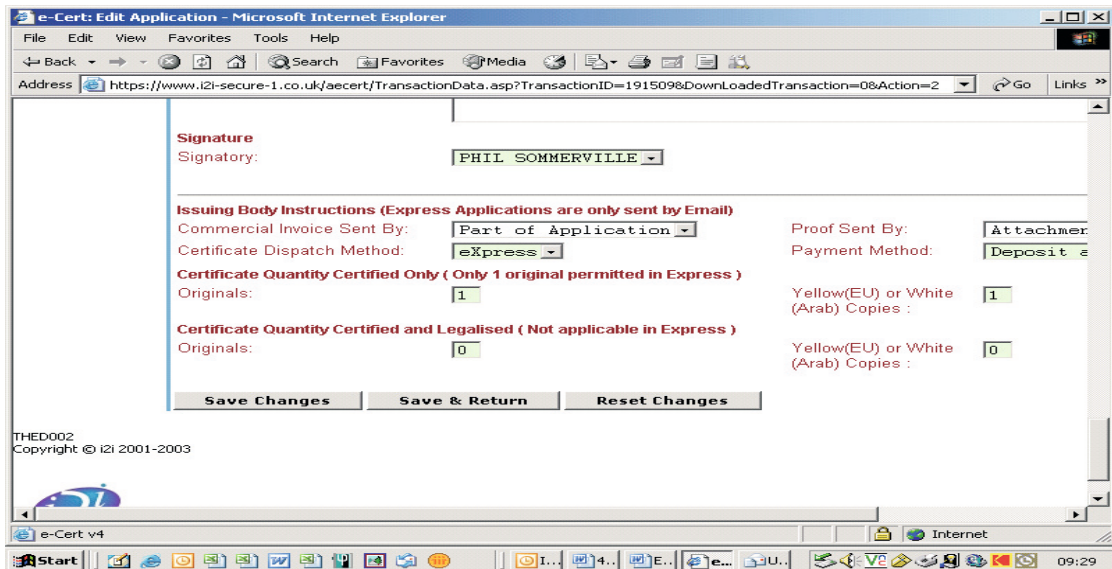 e-Cert: Edit Application - Microsoft Internet Explorer
File Edit View Favorites Tools Help
Back Search Favorites Media
Address https://www.i2i-secure-1.co.uk/aecert/TransactionData.asp?TransactionID=191509&DownLoadedTransaction=0&Action=2 Go Links »
Signature
Signatory: PHIL SOMMERVILLE
Issuing Body Instructions (Express Applications are only sent by Email)
Commercial Invoice Sent By: Part of Application Proof Sent By: Attachmer
Certificate Dispatch Method: eXpress Payment Method: Deposit a
Certificate Quantity Certified Only ( Only 1 original permitted in Express )
Originals: 1 Yellow(EU) or White 1
(Arab) Copies :
Certificate Quantity Certified and Legalised ( Not applicable in Express )
Originals: 0 Yellow(EU) or White 0
(Arab) Copies :
Save Changes Save & Return Reset Changes
THED002
Copyright © i2i 2001-2003
e-Cert v4 Internet
Start I... 4.. E.. e... U.. 09:29